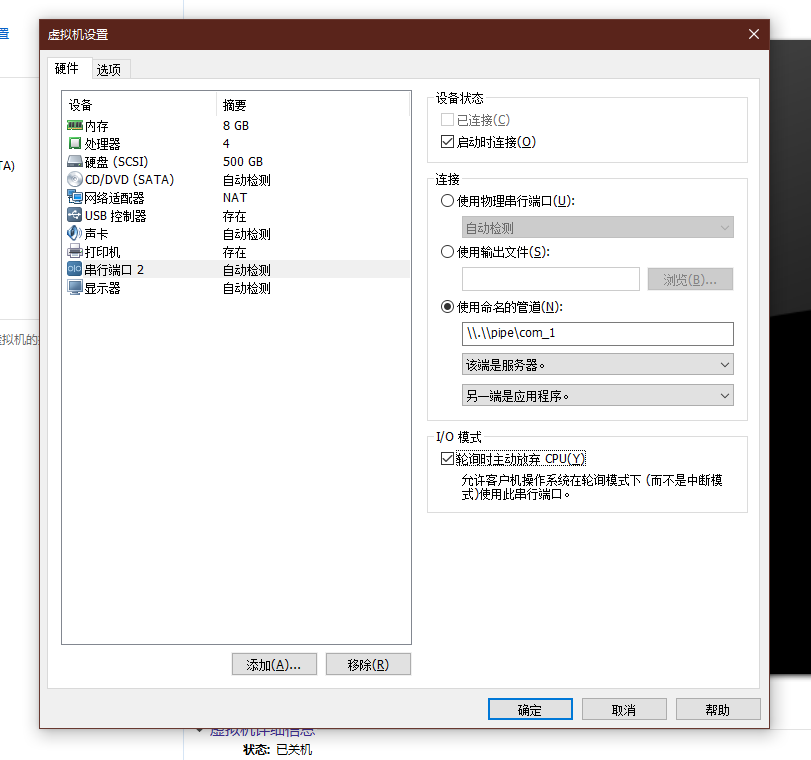 置
TA)
虚拟机的
虚拟机设置
硬件
选项
设备 摘要
内存 8 GB
处理器 4
硬盘 (SCSI) 500 GB
CD/DVD (SATA) 自动检测
网络适配器 NAT
USB 控制器 存在
声卡 自动检测
打印机 存在
串行端口 2 自动检测
显示器 自动检测
添加(A)...
移除(R)
设备状态
已连接(C)
启动时连接(O)
连接
使用物理串行端口(U):
自动检测
使用输出文件(S):
浏览(B)...
使用命名的管道(N):
\\.\\pipe\com_1
该端是服务器。
另一端是应用程序。
I/O 模式
轮询时主动放弃 CPU(Y)
允许客户机操作系统在轮询模式下 (而不是中断模
式)使用此串行端口。
确定
取消
帮助
虚拟机详细信息
状态: 已关机